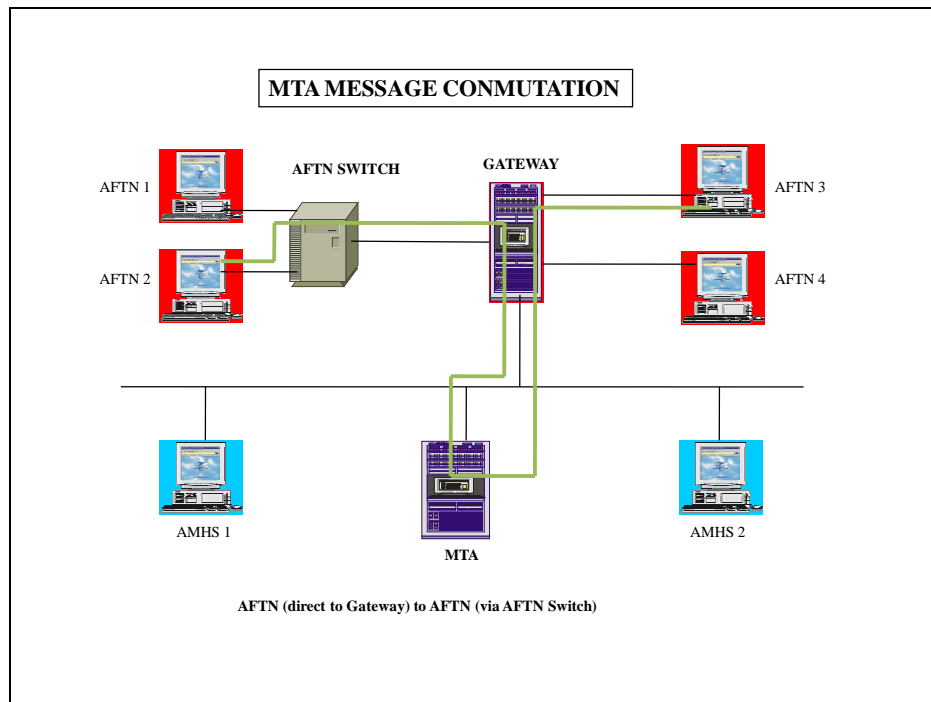 MTA MESSAGE CONMUTATION
AFTN 1
AFTN SWITCH
GATEWAY
AFTN 3
AFTN 2
AFTN 4
AMHS 1
MTA
AMHS 2
AFTN (direct to Gateway) to AFTN (via AFTN Switch)